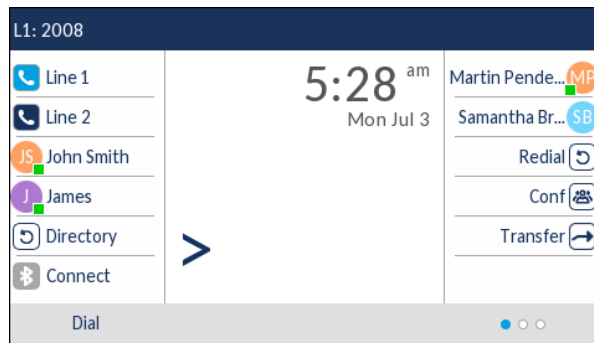 L1: 2008
Line 1
Line 2
JS John Smith
J James
Directory
Connect
5:28 am
Mon Jul 3
>
Martin Pende... MP
Samantha Br... SB
Redial
Conf
Transfer
Dial